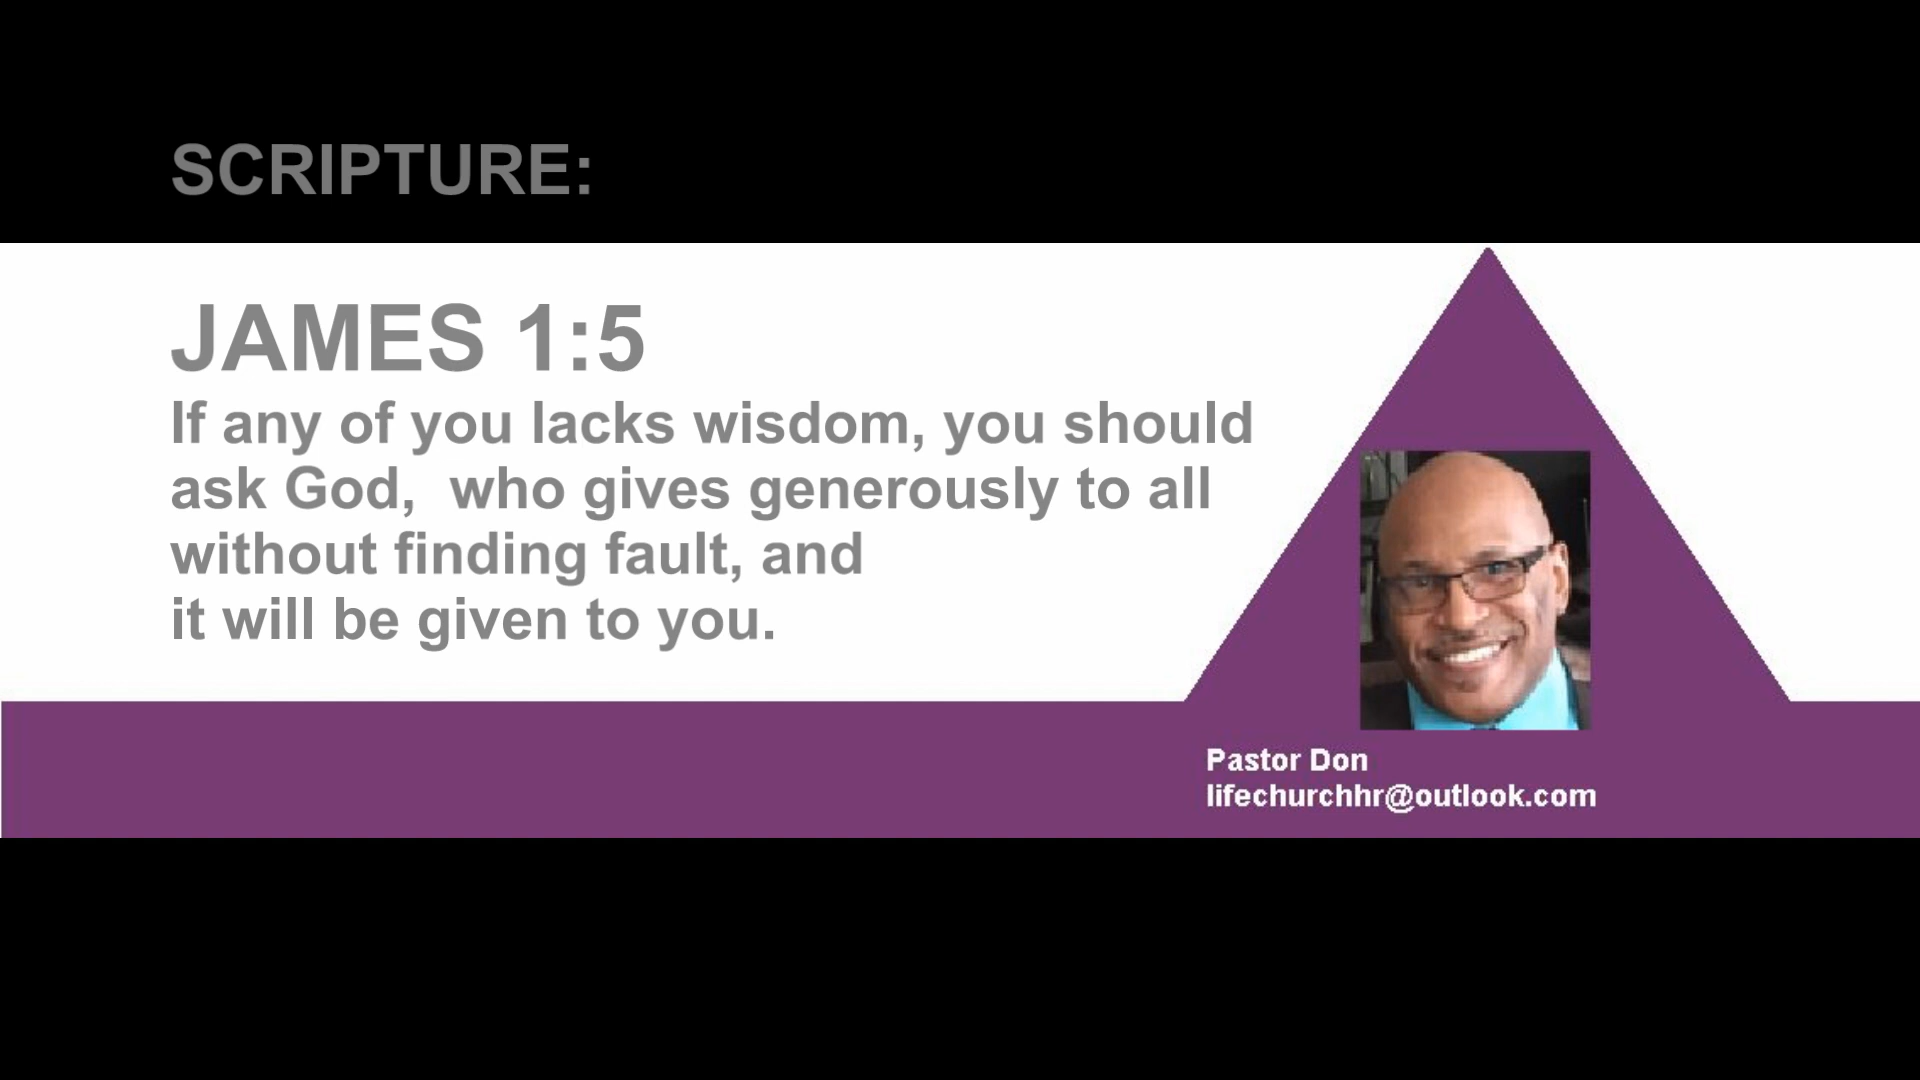 SCRIPTURE:
JAMES 1:5
If any of you lacks wisdom, you should
ask God,  who gives generously to all
without finding fault, and
it will be given to you.
Pastor Don
lifechurchhr@outlook.com